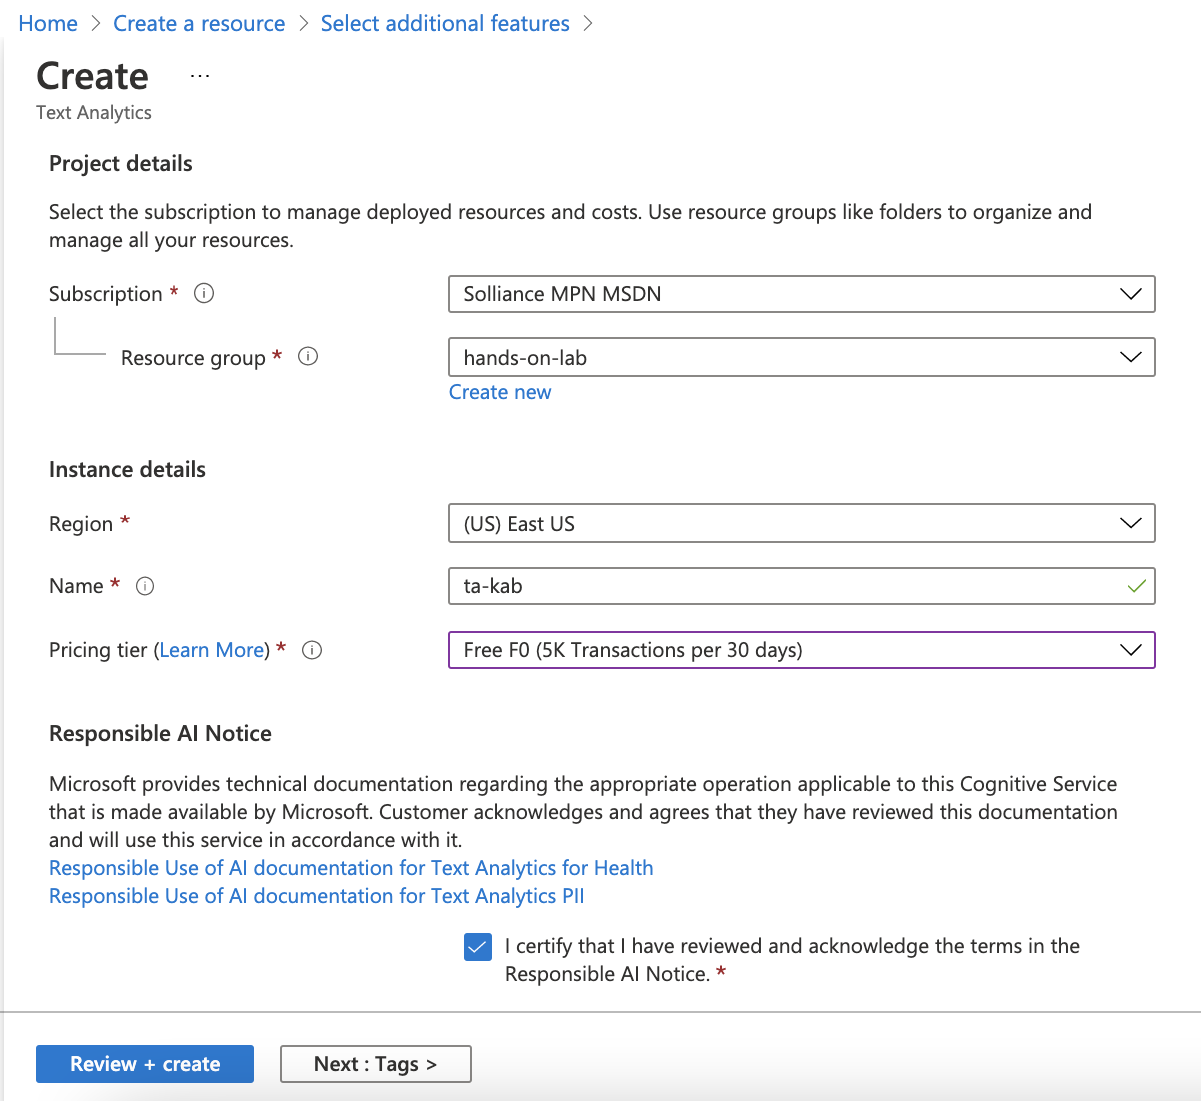 Home > Create a resource > Select additional features >
Create ...
Text Analytics
Project details
Select the subscription to manage deployed resources and costs. Use resource groups like folders to organize and
manage all your resources.
Subscription * Solliance MPN MSDN
Resource group * hands-on-lab
Create new
Instance details
Region * (US) East US
Name * ta-kab
Pricing tier (Learn More) * Free F0 (5K Transactions per 30 days)
Responsible AI Notice
Microsoft provides technical documentation regarding the appropriate operation applicable to this Cognitive Service
that is made available by Microsoft. Customer acknowledges and agrees that they have reviewed this documentation
and will use this service in accordance with it.
Responsible Use of AI documentation for Text Analytics for Health
Responsible Use of AI documentation for Text Analytics PII
I certify that I have reviewed and acknowledge the terms in the
Responsible AI Notice. *
Review + create Next : Tags >